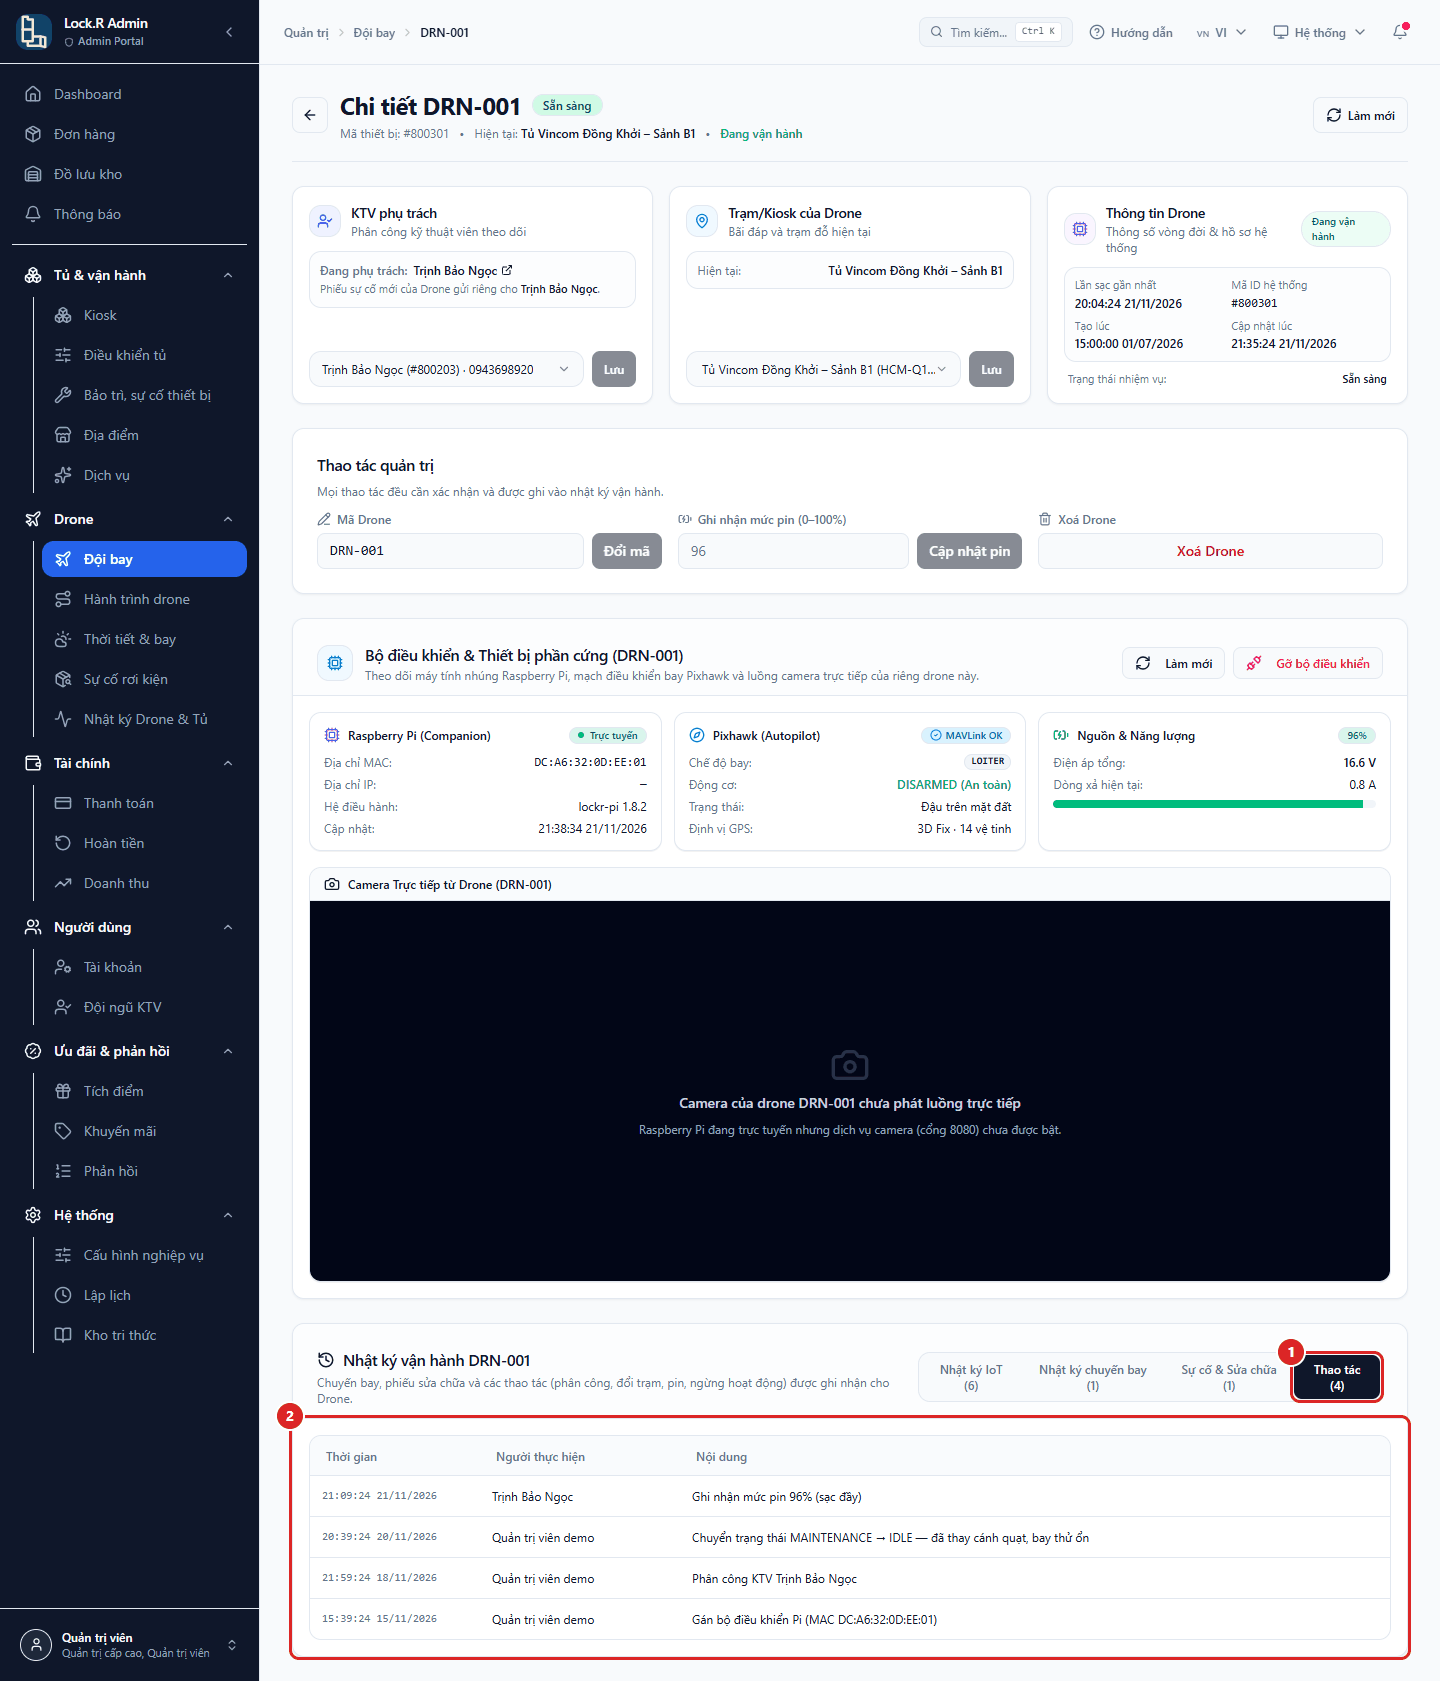 Lock.R Admin
Admin Portal
Dashboard
Đơn hàng
Đồ lưu kho
Thông báo
Tủ & vận hành
Kiosk
Điều khiển tủ
Bảo trì, sự cố thiết bị
Địa điểm
Dịch vụ
Drone
Đội bay
Hành trình drone
Thời tiết & bay
Sự cố rơi kiện
Nhật ký Drone & Tủ
Tài chính
Thanh toán
Hoàn tiền
Doanh thu
Người dùng
Tài khoản
Đội ngũ KTV
Ưu đãi & phản hồi
Tích điểm
Khuyến mãi
Phản hồi
Hệ thống
Cấu hình nghiệp vụ
Lập lịch
Kho tri thức
Quản trị viên
Quản trị cấp cao, Quản trị viên
Quản trị > Đội bay > DRN-001
Tìm kiếm... Ctrl K
Hướng dẫn
VN VI
Hệ thống
Chi tiết DRN-001 Sẵn sàng
Mã thiết bị: #800301 • Hiện tại: Tủ Vincom Đồng Khởi – Sảnh B1 • Đang vận hành
Làm mới
KTV phụ trách
Phân công kỹ thuật viên theo dõi
Đang phụ trách: Trịnh Bảo Ngọc
Phiếu sự cố mới của Drone gửi riêng cho Trịnh Bảo Ngọc.
Trịnh Bảo Ngọc (#800203) · 0943698920
Lưu
Trạm/Kiosk của Drone
Bãi đáp và trạm đỗ hiện tại
Hiện tại: Tủ Vincom Đồng Khởi – Sảnh B1
Tủ Vincom Đồng Khởi – Sảnh B1 (HCM-Q1...
Lưu
Thông tin Drone
Thông số vòng đời & hồ sơ hệ thống
Đang vận hành
Lần sạc gần nhất
20:04:24 21/11/2026
Mã ID hệ thống
#800301
Tạo lúc
15:00:00 01/07/2026
Cập nhật lúc
21:35:24 21/11/2026
Trạng thái nhiệm vụ: Sẵn sàng
Thao tác quản trị
Mọi thao tác đều cần xác nhận và được ghi vào nhật ký vận hành.
Mã Drone
DRN-001
Đổi mã
Ghi nhận mức pin (0–100%)
96
Cập nhật pin
Xoá Drone
Xoá Drone
Bộ điều khiển & Thiết bị phần cứng (DRN-001)
Theo dõi máy tính nhúng Raspberry Pi, mạch điều khiển bay Pixhawk và luồng camera trực tiếp của riêng drone này.
Làm mới
Gỡ bộ điều khiển
Raspberry Pi (Companion) Trực tuyến
Địa chỉ MAC: DC:A6:32:0D:EE:01
Địa chỉ IP: –
Hệ điều hành: lockr-pi 1.8.2
Cập nhật: 21:38:34 21/11/2026
Pixhawk (Autopilot) MAVLink OK
Chế độ bay: LOITER
Động cơ: DISARMED (An toàn)
Trạng thái: Đậu trên mặt đất
Định vị GPS: 3D Fix · 14 vệ tinh
Nguồn & Năng lượng 96%
Điện áp tổng: 16.6 V
Dòng xả hiện tại: 0.8 A
Camera Trực tiếp từ Drone (DRN-001)
Camera của drone DRN-001 chưa phát luồng trực tiếp
Raspberry Pi đang trực tuyến nhưng dịch vụ camera (cổng 8080) chưa được bật.
Nhật ký vận hành DRN-001
Chuyến bay, phiếu sửa chữa và các thao tác (phân công, đổi trạm, pin, ngừng hoạt động) được ghi nhận cho
Drone.
Nhật ký IoT (6)
Nhật ký chuyến bay (1)
Sự cố & Sửa chữa (1)
1
Thao tác (4)
2
Thời gian Người thực hiện Nội dung
21:09:24 21/11/2026 Trịnh Bảo Ngọc Ghi nhận mức pin 96% (sạc đầy)
20:39:24 20/11/2026 Quản trị viên demo Chuyển trạng thái MAINTENANCE → IDLE — đã thay cánh quạt, bay thử ổn
21:59:24 18/11/2026 Quản trị viên demo Phân công KTV Trịnh Bảo Ngọc
15:39:24 15/11/2026 Quản trị viên demo Gán bộ điều khiển Pi (MAC DC:A6:32:0D:EE:01)